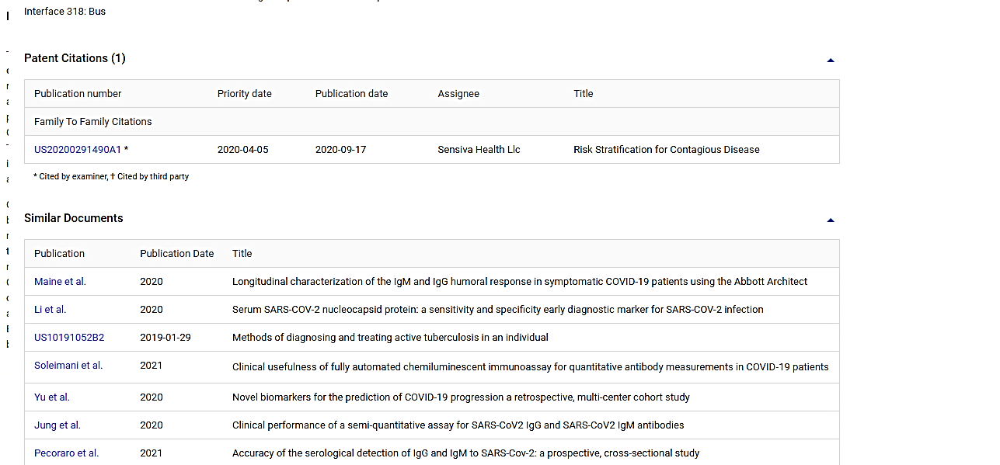 Interface 318: Bus
Patent Citations (1)
Publication number Priority date Publication date Assignee Title
Family To Family Citations
US20200291490A1 * 2020-04-05 2020-09-17 Sensiva Health Llc Risk Stratification for Contagious Disease
* Cited by examiner, † Cited by third party
Similar Documents
Publication Publication Date Title
Maine et al. 2020 Longitudinal characterization of the IgM and IgG humoral response in symptomatic COVID-19 patients using the Abbott Architect
Li et al. 2020 Serum SARS-COV-2 nucleocapsid protein: a sensitivity and specificity early diagnostic marker for SARS-COV-2 infection
US10191052B2 2019-01-29 Methods of diagnosing and treating active tuberculosis in an individual
Soleimani et al. 2021 Clinical usefulness of fully automated chemiluminescent immunoassay for quantitative antibody measurements in COVID-19 patients
Yu et al. 2020 Novel biomarkers for the prediction of COVID-19 progression a retrospective, multi-center cohort study
Jung et al. 2020 Clinical performance of a semi-quantitative assay for SARS-CoV2 IgG and SARS-CoV2 IgM antibodies
Pecoraro et al. 2021 Accuracy of the serological detection of IgG and IgM to SARS-Cov-2: a prospective, cross-sectional study